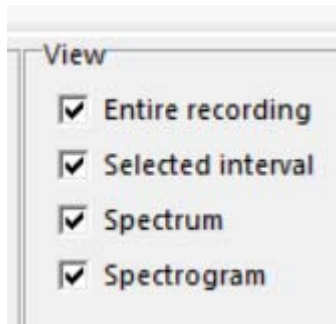 View
Entire recording
Selected interval
Spectrum
Spectrogram